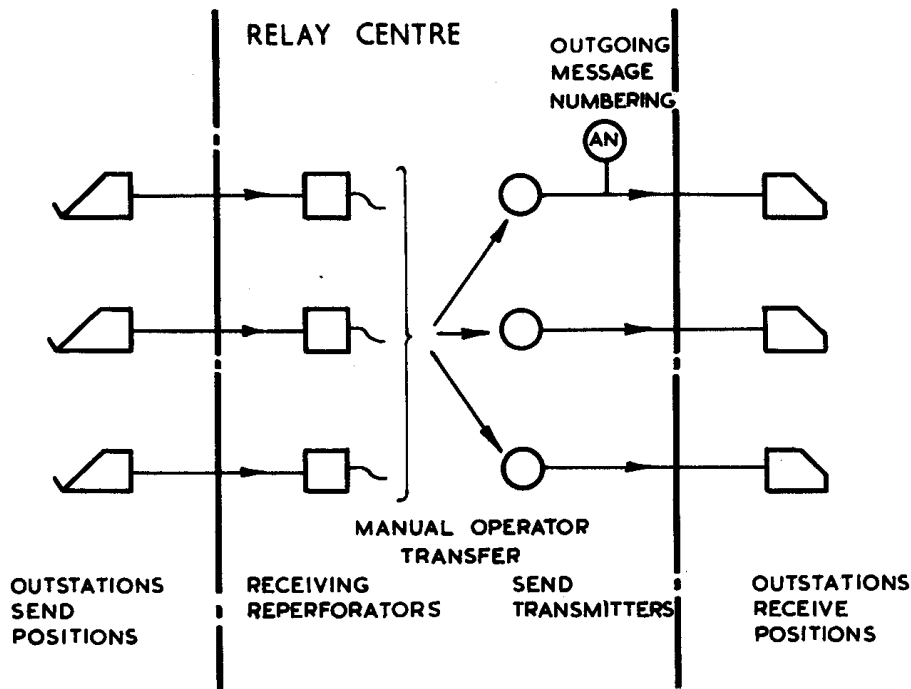 RELAY CENTRE
OUTGOING
MESSAGE
NUMBERING
AN
MANUAL OPERATOR
TRANSFER
OUTSTATIONS
SEND
POSITIONS
RECEIVING
REPERFORATORS
SEND
TRANSMITTERS
OUTSTATIONS
RECEIVE
POSITIONS